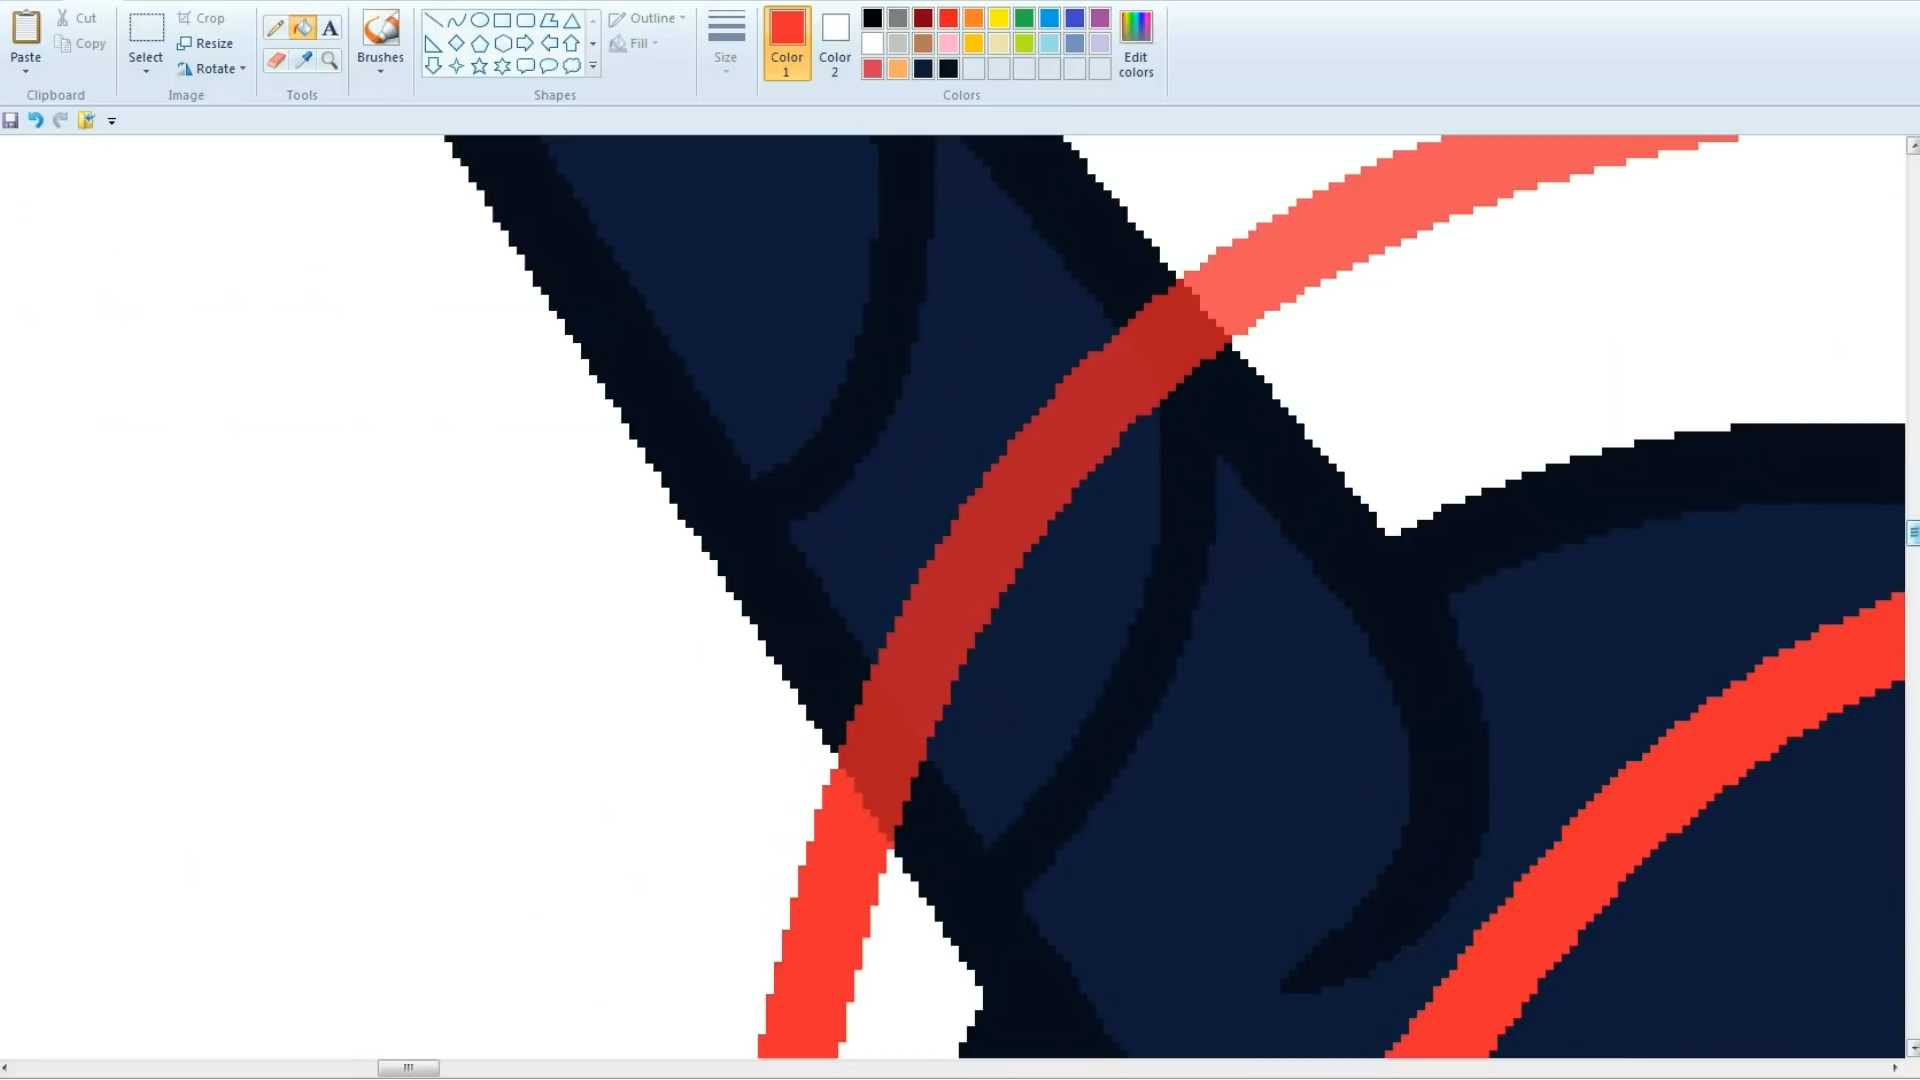 Paste
Cut
Copy
Clipboard
Select
Crop
Resize
Rotate
Image
A
Tools
Brushes
Shapes
Outline
Fill
Size
Color
1
Color
2
Edit
colors
Colors